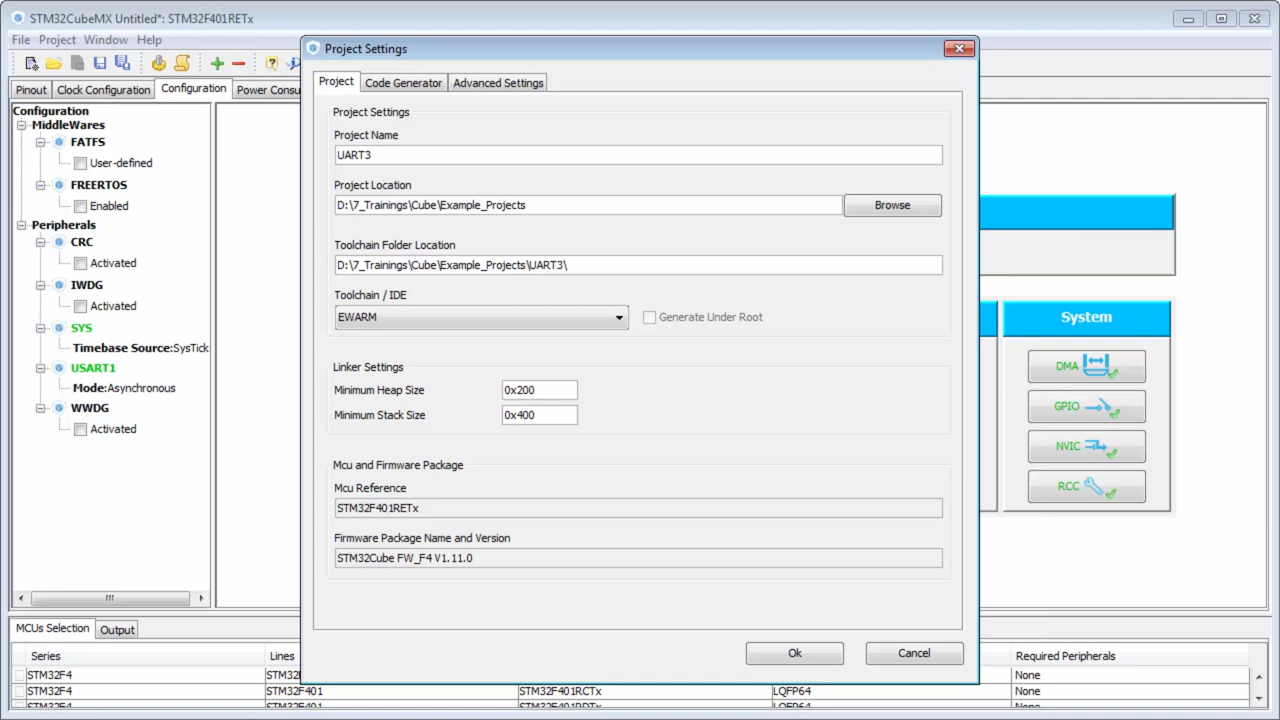 STM32CubeMX Untitled*: STM32F401RETx
File Project Window Help
Pinout Clock Configuration Configuration Power Consu
Configuration
MiddleWares
FATFS
User-defined
FREERTOS
Enabled
Peripherals
CRC
Activated
IWDG
Activated
SYS
Timebase Source:SysTick
USART1
Mode:Asynchronous
WWDG
Activated
Project Settings
Project Code Generator Advanced Settings
Project Settings
Project Name
UART3
Project Location
D:\7_Trainings\Cube\Example_Projects
Browse
Toolchain Folder Location
D:\7_Trainings\Cube\Example_Projects\UART3\
Toolchain / IDE
EWARM
Generate Under Root
Linker Settings
Minimum Heap Size 0x200
Minimum Stack Size 0x400
Mcu and Firmware Package
Mcu Reference
STM32F401RETx
Firmware Package Name and Version
STM32Cube FW_F4 V1.11.0
Ok Cancel
System
DMA
GPIO
NVIC
RCC
MCUs Selection Output
Series Lines Required Peripherals
STM32F4 None
STM32F4 STM32F401 STM32F401RCTx LQFP64 None
STM32F4 STM32F401 STM32F401RDTx LQFP64 None